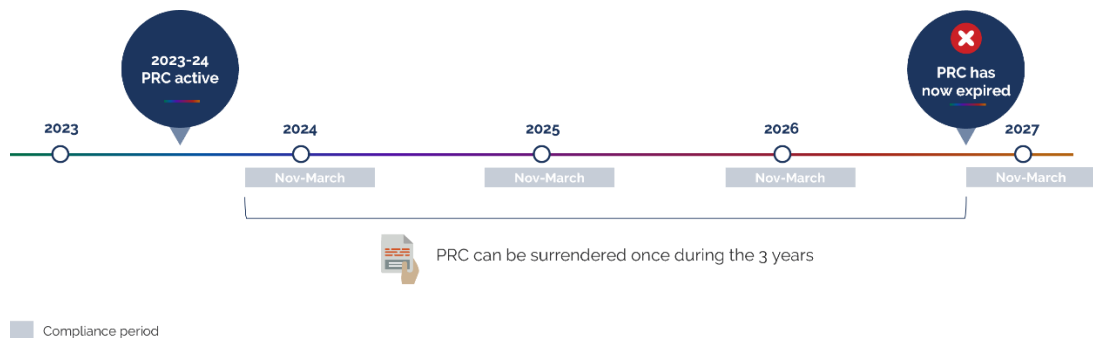 2023-24
PRC active
PRC has
now expired
2023
2024
2025
2026
2027
Nov-March
Nov-March
Nov-March
Nov-March
PRC can be surrendered once during the 3 years
Compliance period